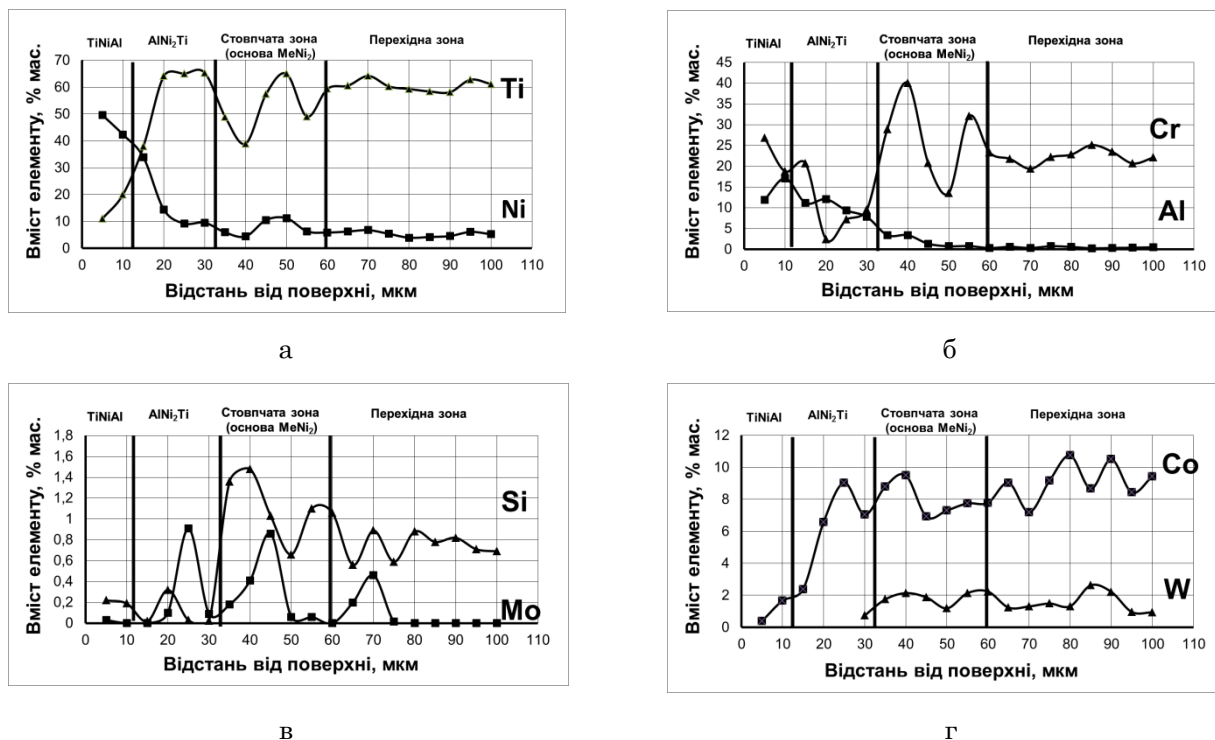 TiNiAl
AlNi₂Ti
Стовпчата зона
(основа MeNi₂)
Перехідна зона
Вміст елементу, % мас.
70
60
50
40
30
20
10
0
Ti
Ni
0 10 20 30 40 50 60 70 80 90 100 110
Відстань від поверхні, мкм
а
TiNiAl
AlNi₂Ti
Стовпчата зона
(основа MeNi₂)
Перехідна зона
Вміст елементу, % мас.
45
40
35
30
25
20
15
10
5
0
Cr
Al
0 10 20 30 40 50 60 70 80 90 100 110
Відстань від поверхні, мкм
б
TiNiAl
AlNi₂Ti
Стовпчата зона
(основа MeNi₂)
Перехідна зона
Вміст елементу, % мас.
1,8
1,6
1,4
1,2
1
0,8
0,6
0,4
0,2
0
Si
Mo
0 10 20 30 40 50 60 70 80 90 100 110
Відстань від поверхні, мкм
в
TiNiAl
AlNi₂Ti
Стовпчата зона
(основа MeNi₂)
Перехідна зона
Вміст елементу, % мас.
12
10
8
6
4
2
0
Co
W
0 10 20 30 40 50 60 70 80 90 100 110
Відстань від поверхні, мкм
г